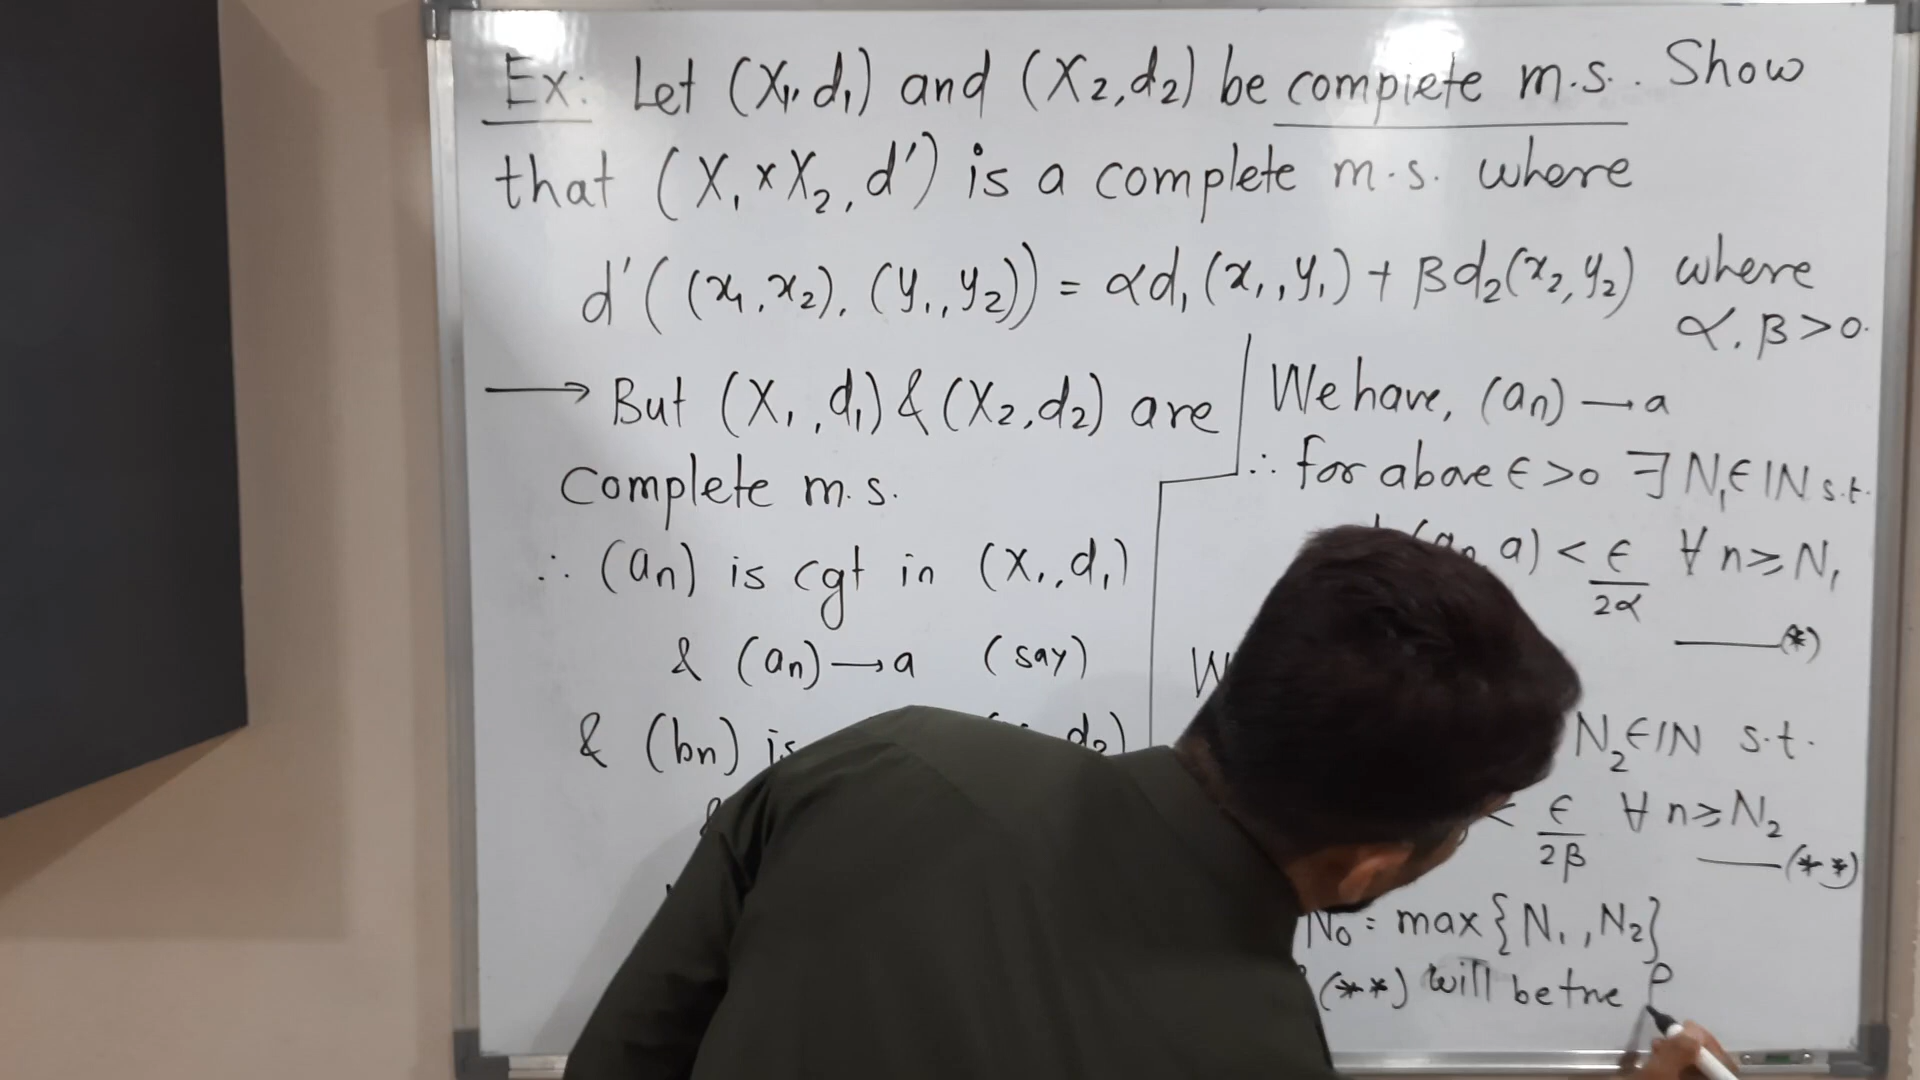 Ex: Let (X₁, d₁) and (X₂, d₂) be complete m.s. Show
that (X₁ × X₂, d') is a complete m.s. where
d'((x₁, x₂), (y₁, y₂)) = αd₁(x₁, y₁) + βd₂(x₂, y₂) where
α, β > 0.
→ But (X₁, d₁) & (X₂, d₂) are
Complete m.s.
∴ (an) is cgt in (X₁, d₁)
& (an) → a (say)
& (bn) is d₂)
We have, (an) → a
∴ for above ε > 0 ∃ N₁ ∈ IN s.t.
(an, a) < ε/2α ∀ n ≥ N₁
—(*)
N₂ ∈ IN s.t.
< ε/2β ∀ n ≥ N₂
—(**)
N₀ = max{N₁, N₂}
(**) will be true